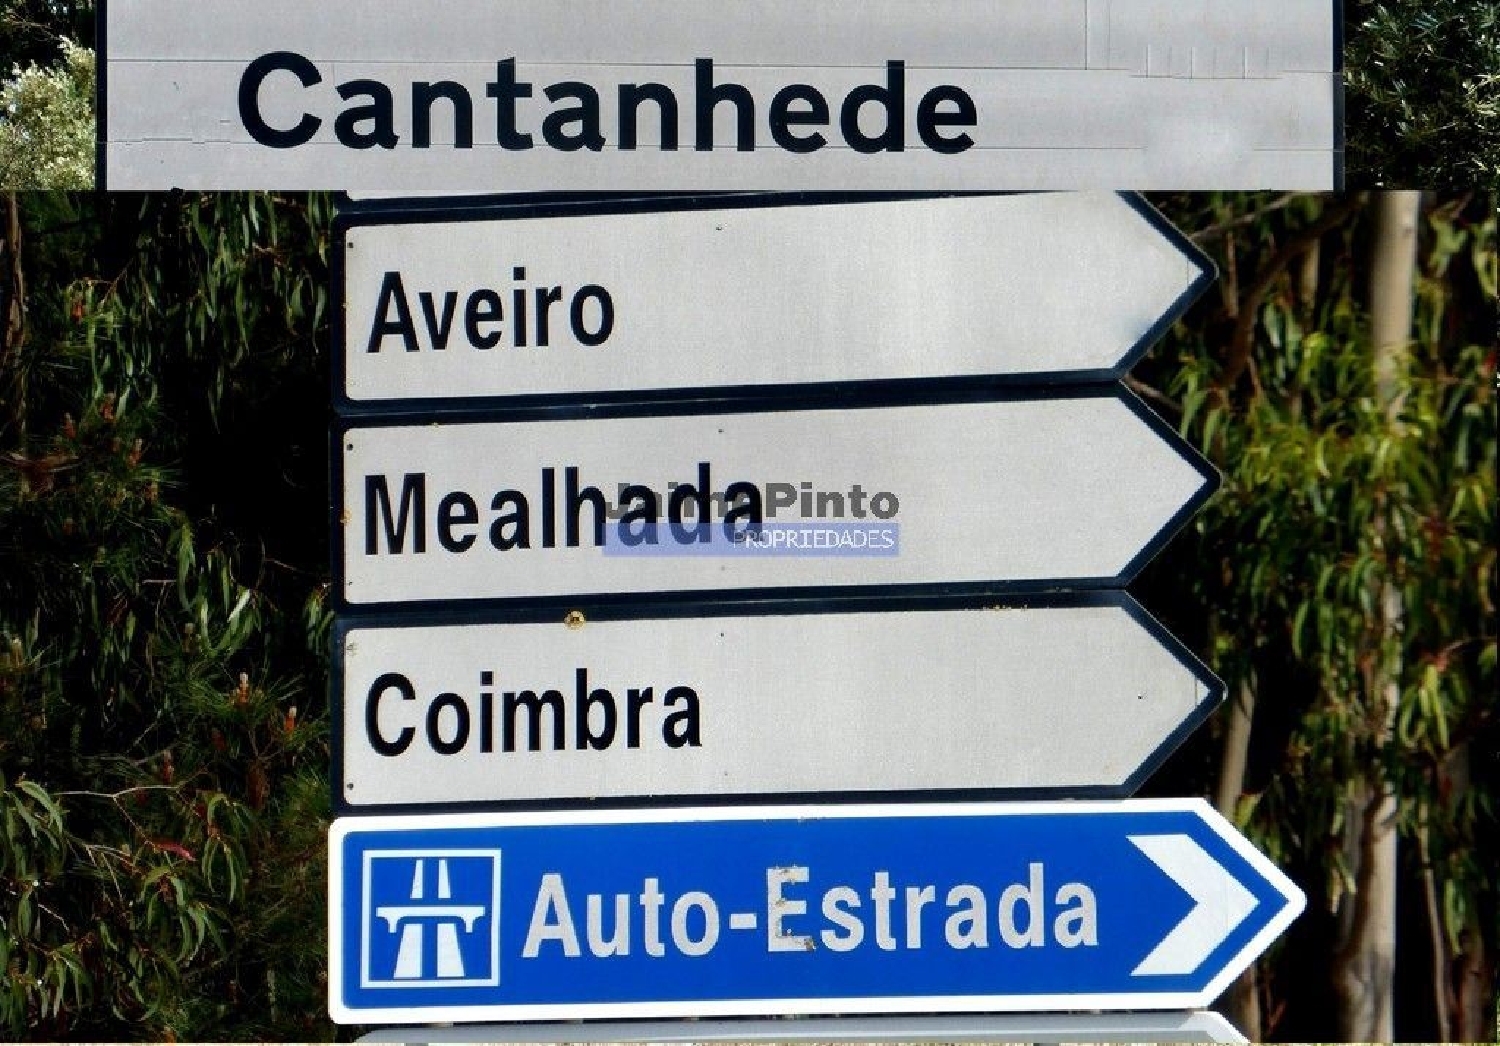 Cantanhede
Aveiro
Mealhada
JaimePinto
PROPRIEDADES
Coimbra
Auto-Estrada